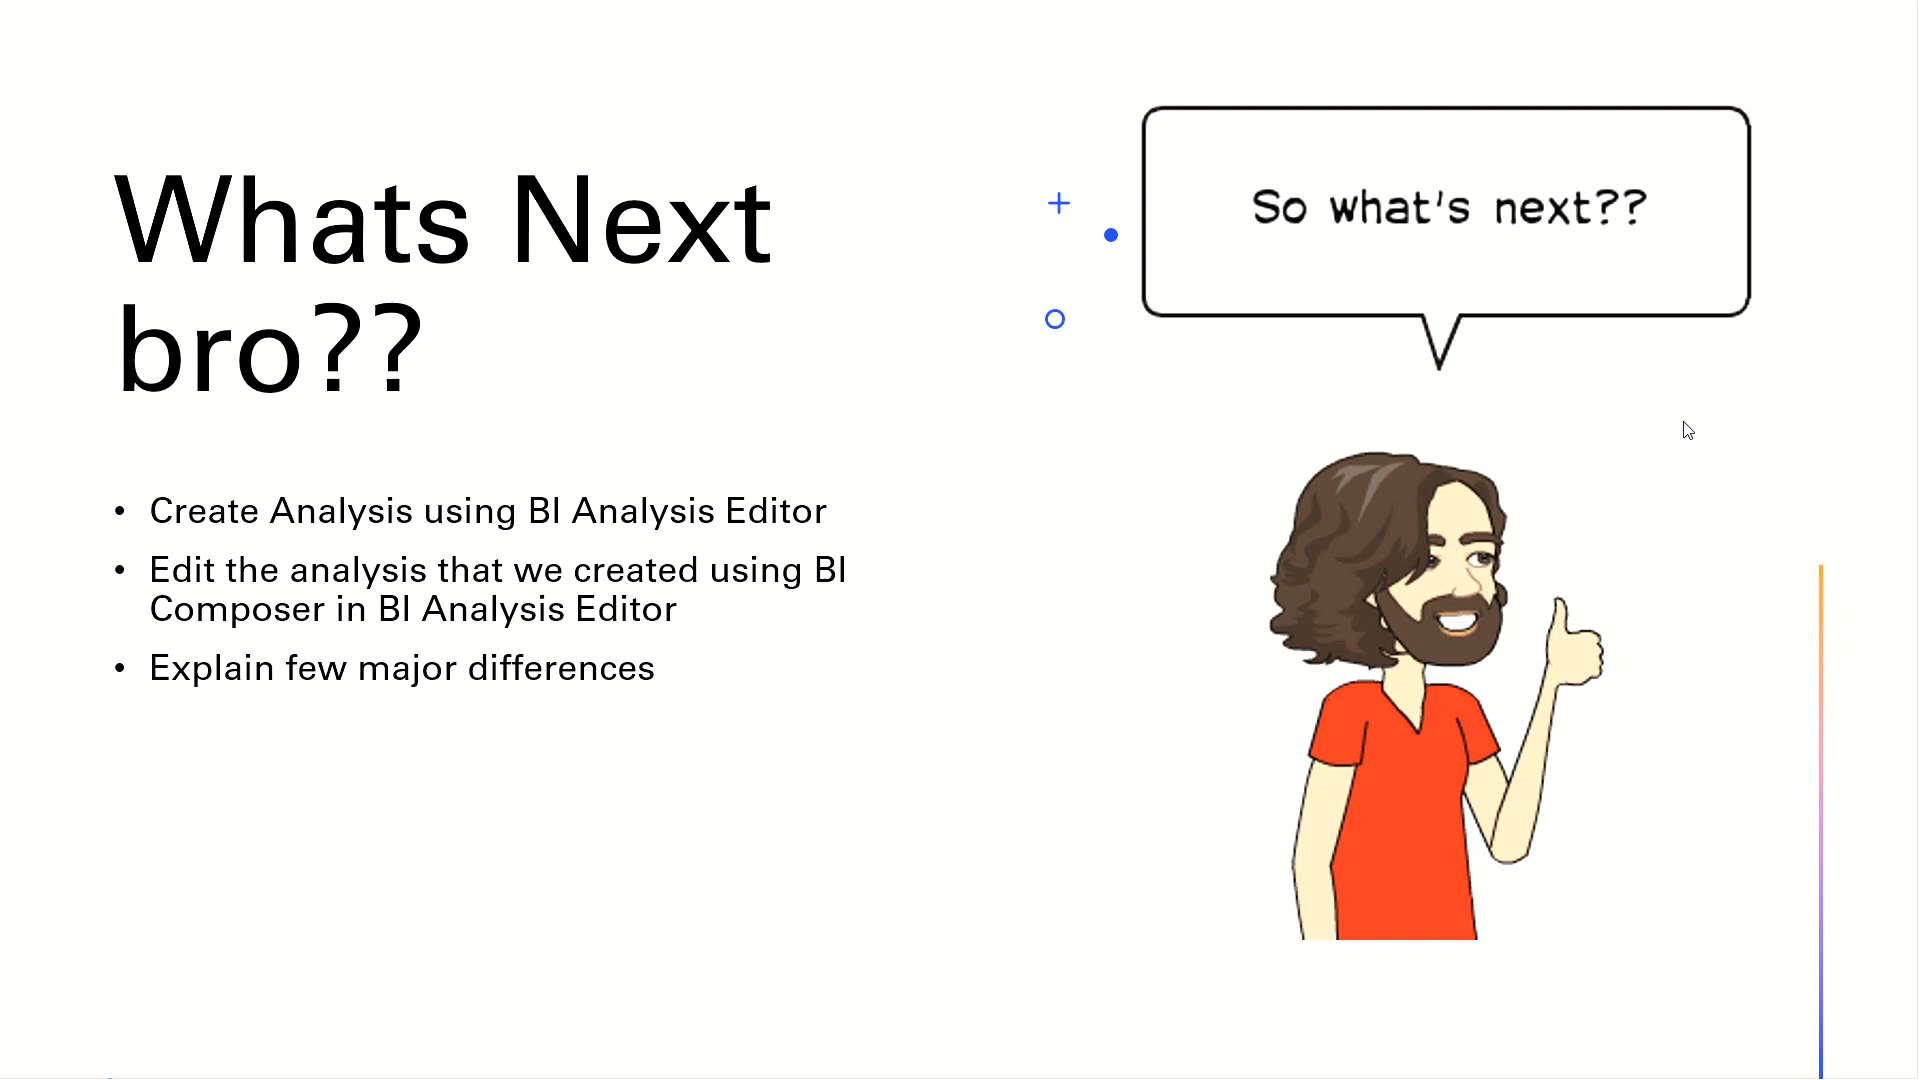 Whats Next
bro??
So what's next??
• Create Analysis using BI Analysis Editor
• Edit the analysis that we created using BI
Composer in BI Analysis Editor
• Explain few major differences